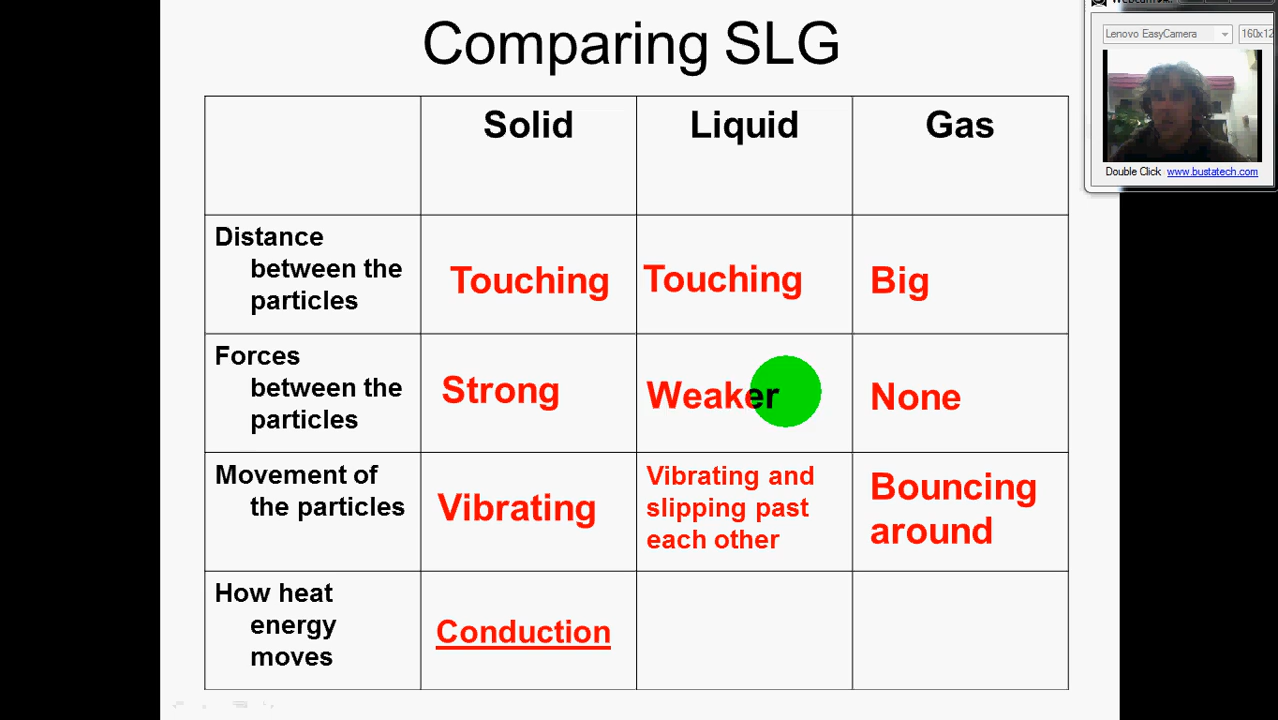 Comparing SLG
Lenovo EasyCamera
160x12
Double Click www.bustatech.com
Solid Liquid Gas
Distance
between the
particles
Touching Touching Big
Forces
between the
particles
Strong Weaker None
Movement of
the particles
Vibrating
Vibrating and
slipping past
each other
Bouncing
around
How heat
energy
moves
Conduction